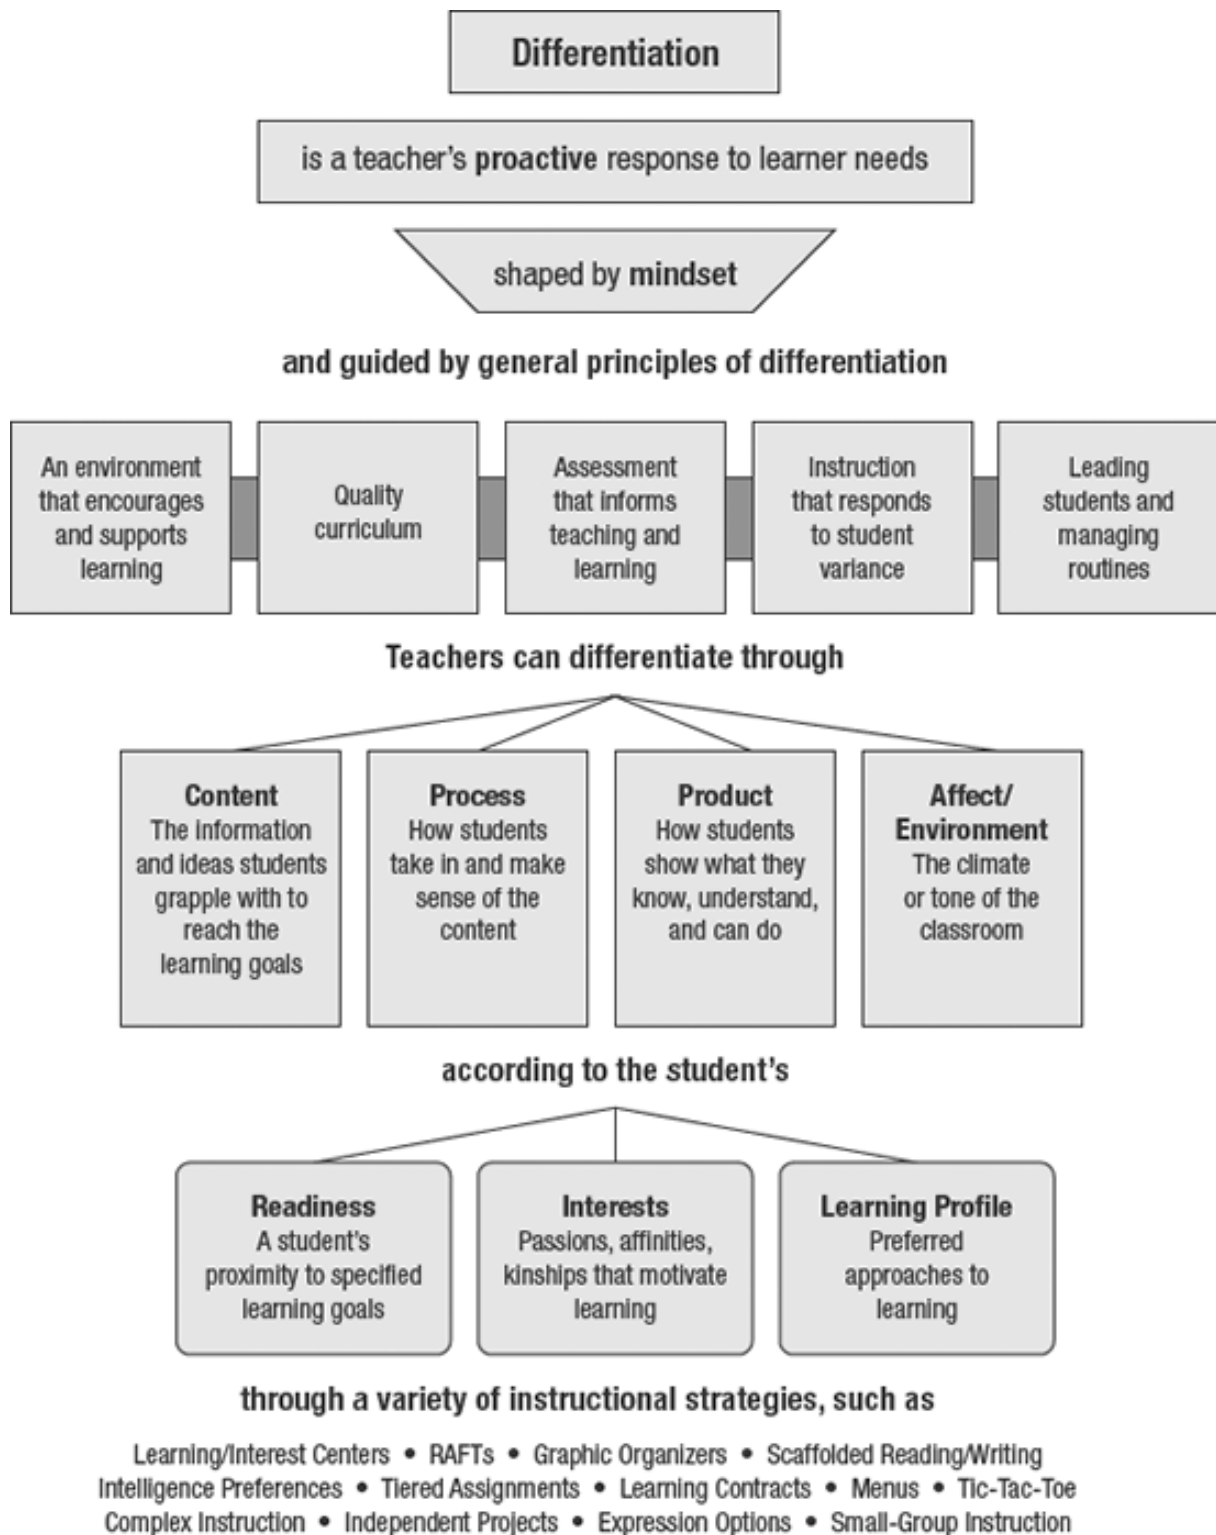 Differentiation
is a teacher's proactive response to learner needs
shaped by mindset
and guided by general principles of differentiation
An environment
that encourages
and supports
learning
Quality
curriculum
Assessment
that informs
teaching and
learning
Instruction
that responds
to student
variance
Leading
students and
managing
routines
Teachers can differentiate through
Content
The information
and ideas students
grapple with to
reach the
learning goals
Process
How students
take in and make
sense of the
content
Product
How students
show what they
know, understand,
and can do
Affect/
Environment
The climate
or tone of the
classroom
according to the student's
Readiness
A student's
proximity to specified
learning goals
Interests
Passions, affinities,
kinships that motivate
learning
Learning Profile
Preferred
approaches to
learning
through a variety of instructional strategies, such as
Learning/Interest Centers • RAFTs • Graphic Organizers • Scaffolded Reading/Writing
Intelligence Preferences • Tiered Assignments • Learning Contracts • Menus • Tic-Tac-Toe
Complex Instruction • Independent Projects • Expression Options • Small-Group Instruction